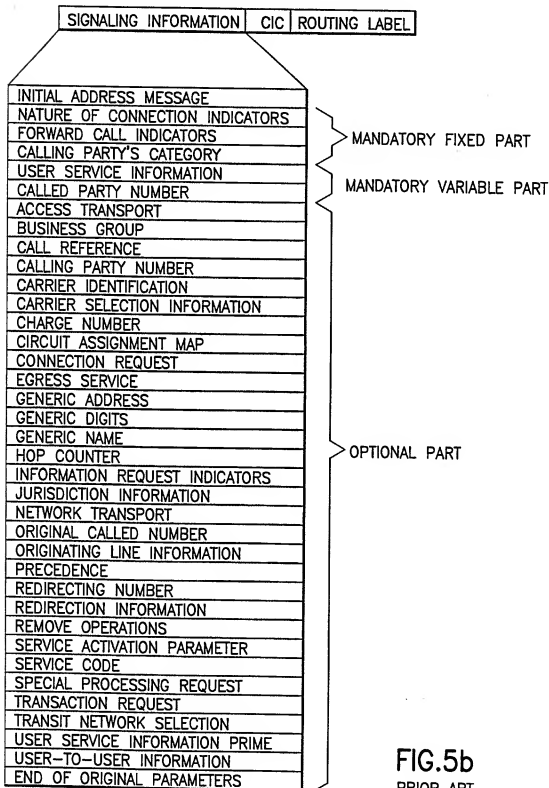 SIGNALING INFORMATION CIC ROUTING LABEL
INITIAL ADDRESS MESSAGE
NATURE OF CONNECTION INDICATORS
FORWARD CALL INDICATORS
CALLING PARTY'S CATEGORY
MANDATORY FIXED PART
USER SERVICE INFORMATION
CALLED PARTY NUMBER
MANDATORY VARIABLE PART
ACCESS TRANSPORT
BUSINESS GROUP
CALL REFERENCE
CALLING PARTY NUMBER
CARRIER IDENTIFICATION
CARRIER SELECTION INFORMATION
CHARGE NUMBER
CIRCUIT ASSIGNMENT MAP
CONNECTION REQUEST
EGRESS SERVICE
GENERIC ADDRESS
GENERIC DIGITS
GENERIC NAME
HOP COUNTER
INFORMATION REQUEST INDICATORS
JURISDICTION INFORMATION
NETWORK TRANSPORT
ORIGINAL CALLED NUMBER
ORIGINATING LINE INFORMATION
PRECEDENCE
REDIRECTING NUMBER
REDIRECTION INFORMATION
REMOVE OPERATIONS
SERVICE ACTIVATION PARAMETER
SERVICE CODE
SPECIAL PROCESSING REQUEST
TRANSACTION REQUEST
TRANSIT NETWORK SELECTION
USER SERVICE INFORMATION PRIME
USER-TO-USER INFORMATION
END OF ORIGINAL PARAMETERS
OPTIONAL PART
FIG.5b
PRIOR ART